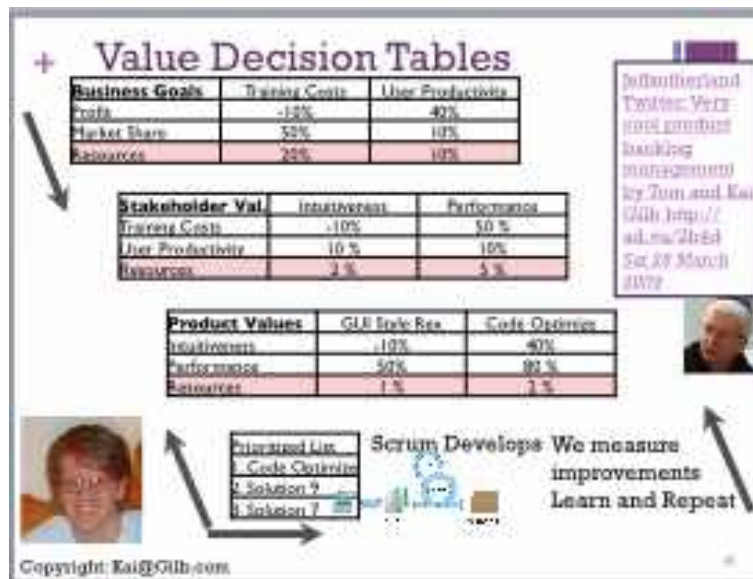 + Value Decision Tables
Business Goals Training Costs User Productivity
Profit -10% 40%
Market Share 50% 10%
Resources 20% 10%
Stakeholder Val. Intuitiveness Performance
Training Costs -10% 50 %
User Productivity 10 % 10%
Resources 2 % 5 %
Product Values GUI Style Rex Code Optimize
Intuitiveness -10% 40%
Performance 50% 80 %
Resources 1 % 2 %
Prioritized List
1. Code Optimize
2. Solution 9
3. Solution 7
Scrum Develops
We measure
improvements
Learn and Repeat
Jeffsutherland
Twitter: Very
cool product
backlog
management
by Tom and Kai
Gilb http://
Sat 28 March
Copyright: Kai@Gilb.com